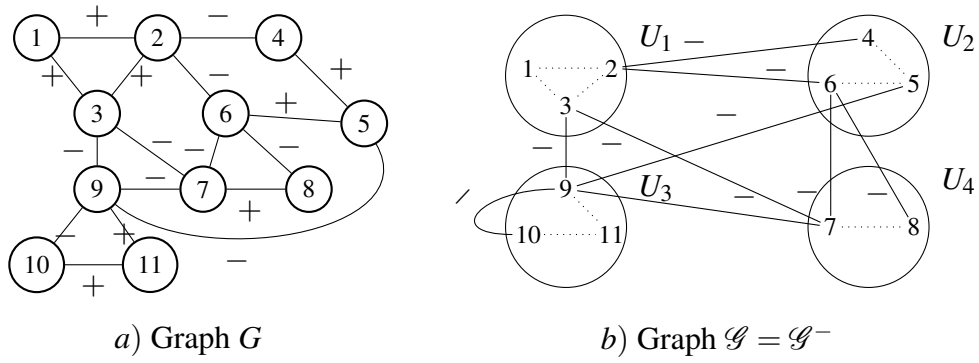 + − U₁ − U₂
1 2 4 4
+ + − + 1 2 − 5
3 6 + 5 3 6
− − − − − − −
9 − 7 8 9 U₃ − − − U₄
− + + 10 11 7 8
10 + 11 −
a) Graph G b) Graph 𝒢 = 𝒢⁻